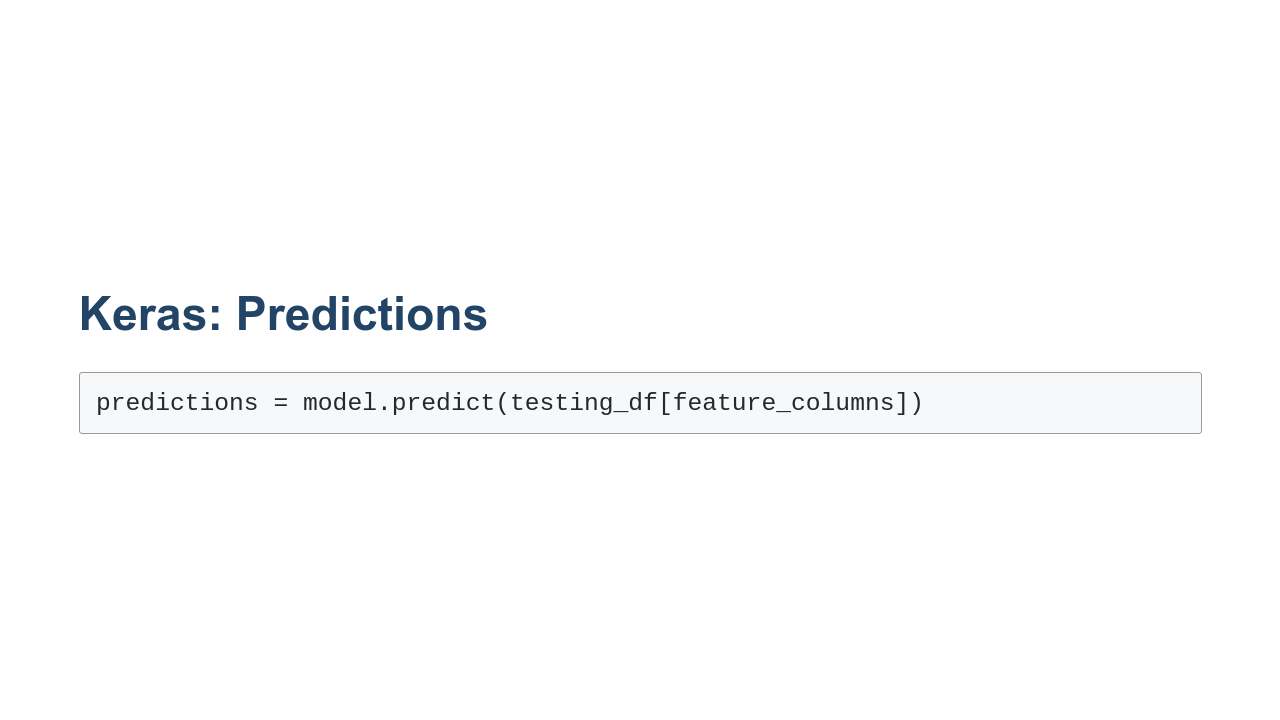 Keras: Predictions
predictions = model.predict(testing_df[feature_columns])